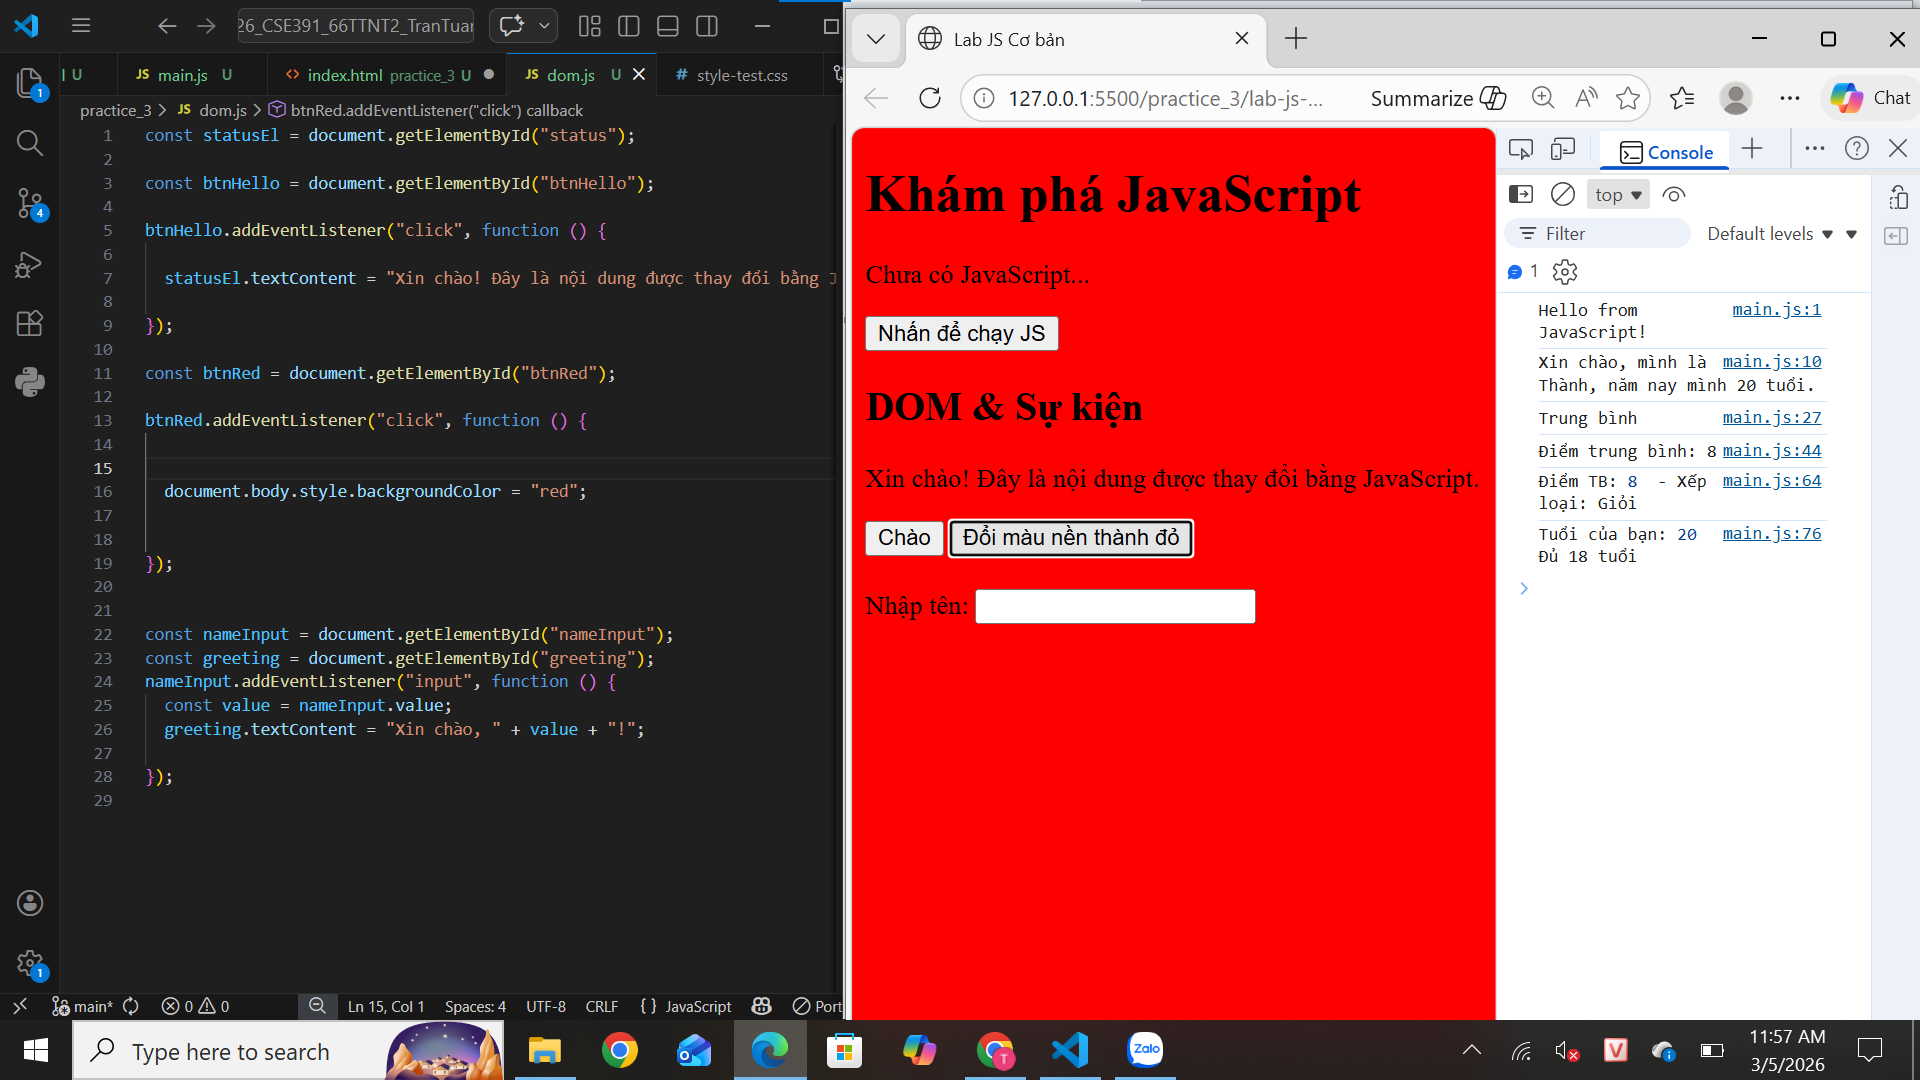 26_CSE391_66TTNT2_TranTuan
l U
JS main.js U
<> index.html practice_3 U
JS dom.js U
# style-test.css
practice_3 > JS dom.js > btnRed.addEventListener("click") callback
1 const statusEl = document.getElementById("status");
2
3 const btnHello = document.getElementById("btnHello");
4
5 btnHello.addEventListener("click", function () {
6
7 statusEl.textContent = "Xin chào! Đây là nội dung được thay đổi bằng J
8
9 });
10
11 const btnRed = document.getElementById("btnRed");
12
13 btnRed.addEventListener("click", function () {
14
15
16 document.body.style.backgroundColor = "red";
17
18
19 });
20
21
22 const nameInput = document.getElementById("nameInput");
23 const greeting = document.getElementById("greeting");
24 nameInput.addEventListener("input", function () {
25 const value = nameInput.value;
26 greeting.textContent = "Xin chào, " + value + "!";
27
28 });
29
1
4
1
main*
0 0
Ln 15, Col 1
Spaces: 4
UTF-8
CRLF
{ } JavaScript
Port
Lab JS Cơ bản
127.0.0.1:5500/practice_3/lab-js-...
Summarize
Chat
Khám phá JavaScript
Chưa có JavaScript...
Nhấn để chạy JS
DOM & Sự kiện
Xin chào! Đây là nội dung được thay đổi bằng JavaScript.
Chào
Đổi màu nền thành đỏ
Nhập tên:
Console
top
Filter
Default levels
1
Hello from main.js:1
JavaScript!
Xin chào, mình là main.js:10
Thành, năm nay mình 20 tuổi.
Trung bình main.js:27
Điểm trung bình: 8 main.js:44
Điểm TB: 8 - Xếp main.js:64
loại: Giỏi
Tuổi của bạn: 20 main.js:76
Đủ 18 tuổi
Type here to search
T
Zalo
V
11:57 AM
3/5/2026